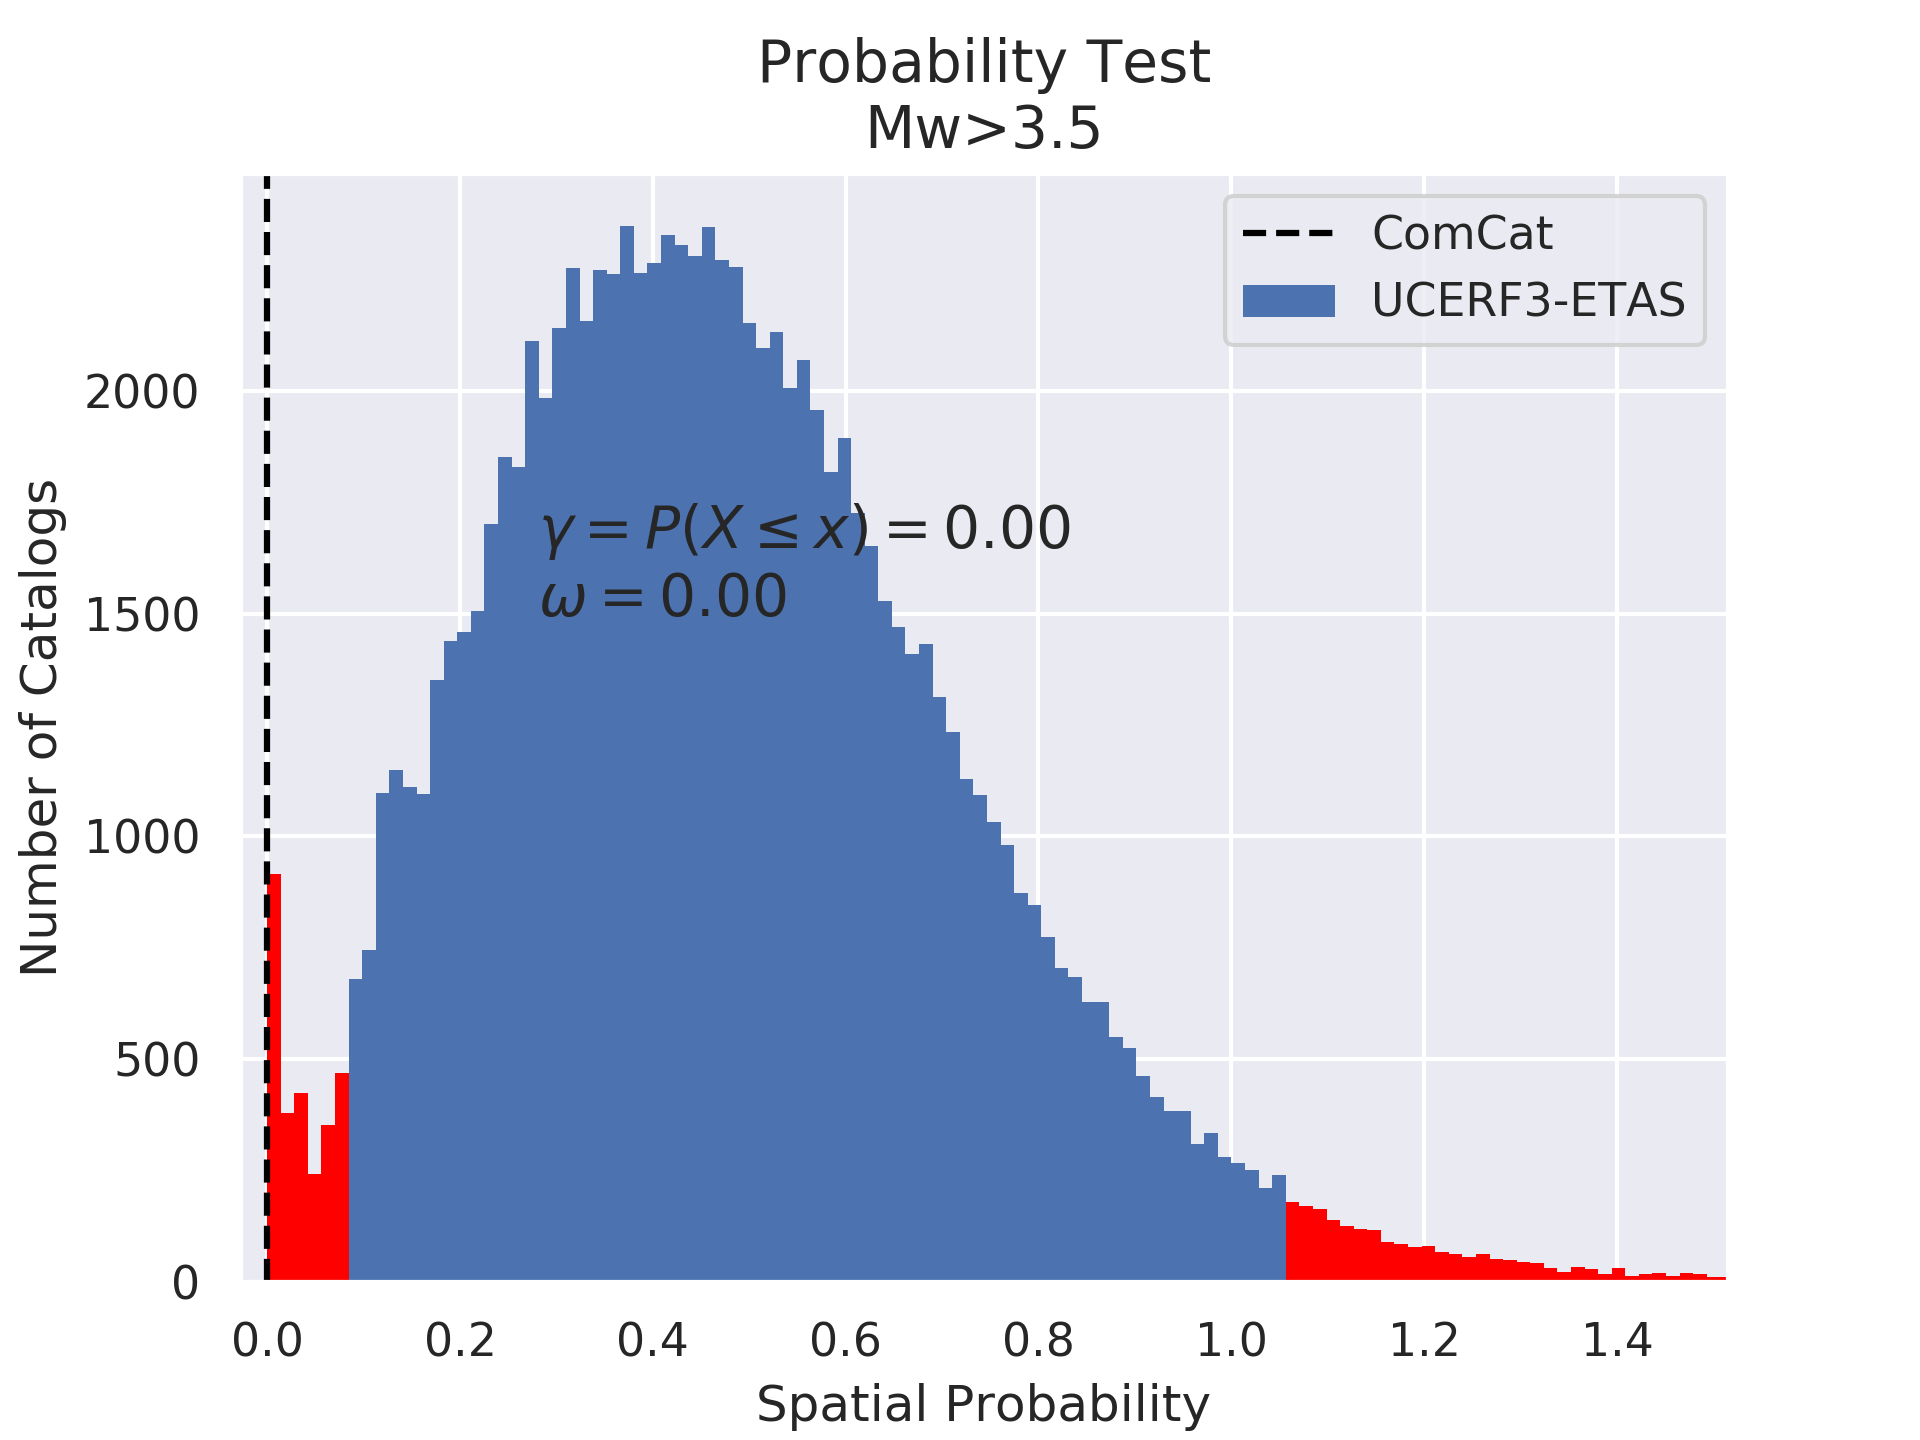 Probability Test
Mw>3.5
ComCat
UCERF3-ETAS
2000
1500
1000
500
0
Number of Catalogs
γ = P(X ≤ x) = 0.00
ω = 0.00
0.0 0.2 0.4 0.6 0.8 1.0 1.2 1.4
Spatial Probability